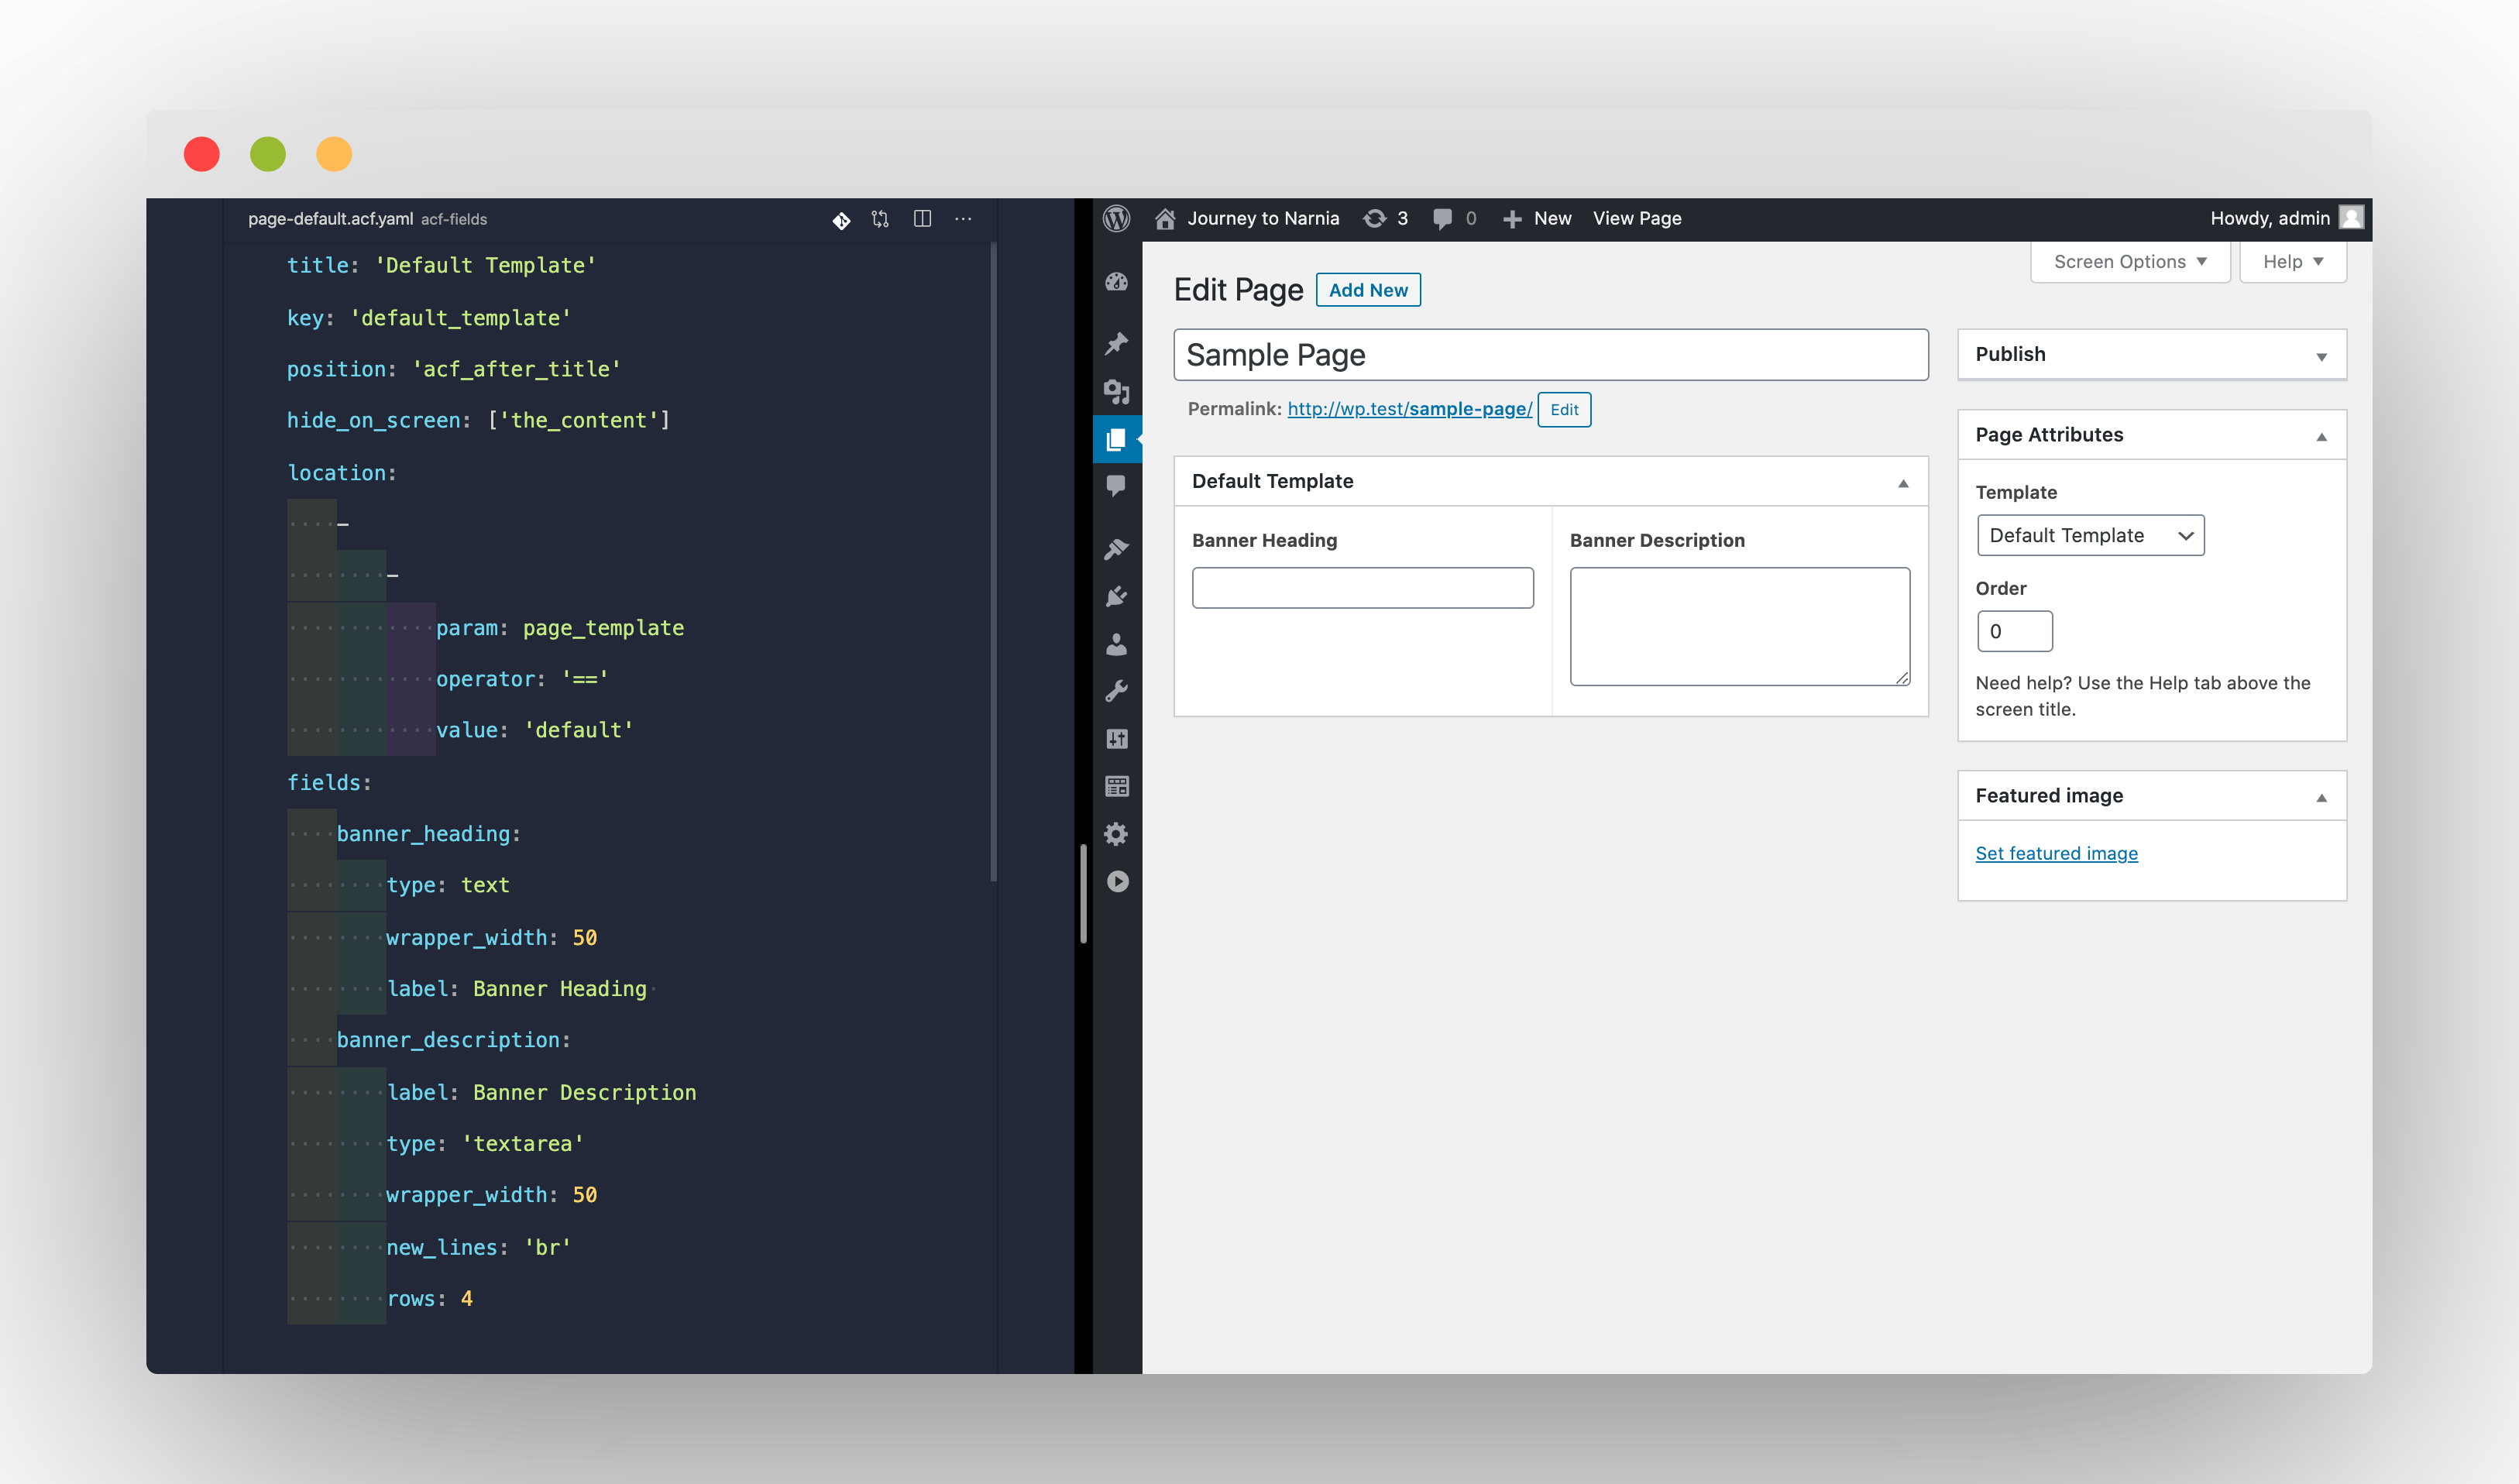 page-default.acf.yaml acf-fields
title: 'Default Template'
key: 'default_template'
position: 'acf_after_title'
hide_on_screen: ['the_content']
location:
-
-
param: page_template
operator: '=='
value: 'default'
fields:
banner_heading:
type: text
wrapper_width: 50
label: Banner Heading
banner_description:
label: Banner Description
type: 'textarea'
wrapper_width: 50
new_lines: 'br'
rows: 4
Journey to Narnia 3 0 New View Page Howdy, admin
Screen Options Help
Edit Page Add New
Sample Page
Permalink: http://wp.test/sample-page/ Edit
Default Template
Banner Heading Banner Description
Publish
Page Attributes
Template
Default Template
Order
0
Need help? Use the Help tab above the
screen title.
Featured image
Set featured image